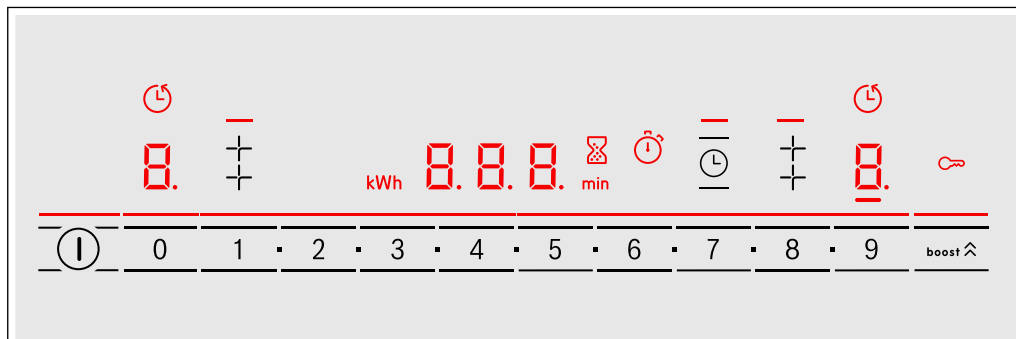 8. kWh 8.8.8. min 8.
0 1 · 2 · 3 · 4 · 5 · 6 · 7 · 8 · 9 boost